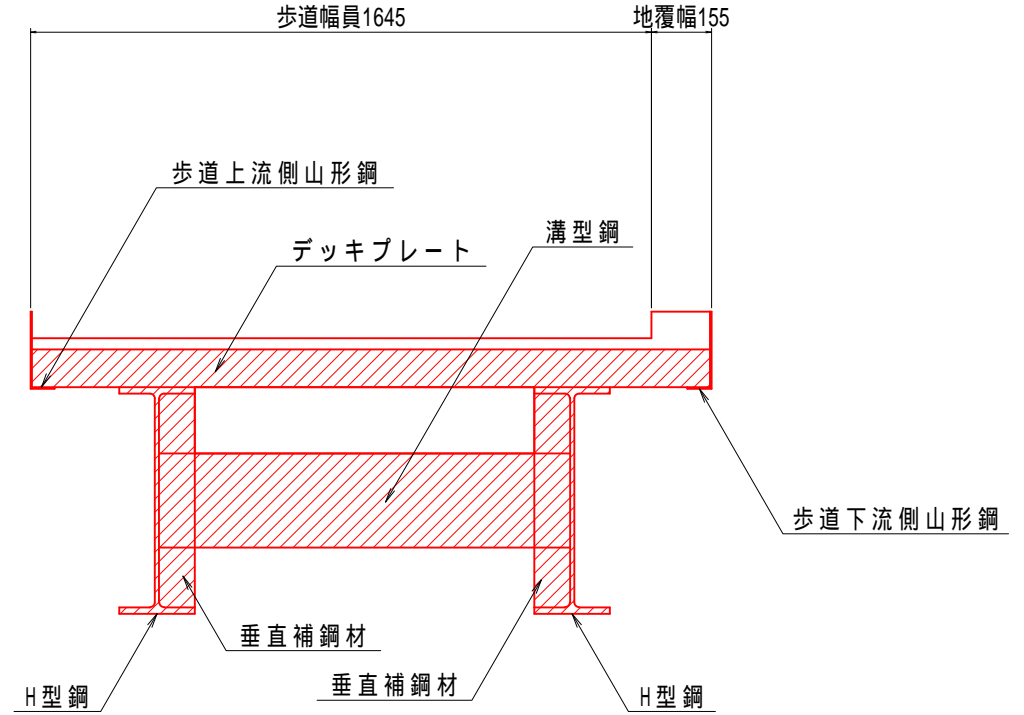 歩道幅員1645
地覆幅155
歩道上流側山形鋼
溝型鋼
デッキプレート
歩道下流側山形鋼
垂直補鋼材
垂直補鋼材
H型鋼
H型鋼